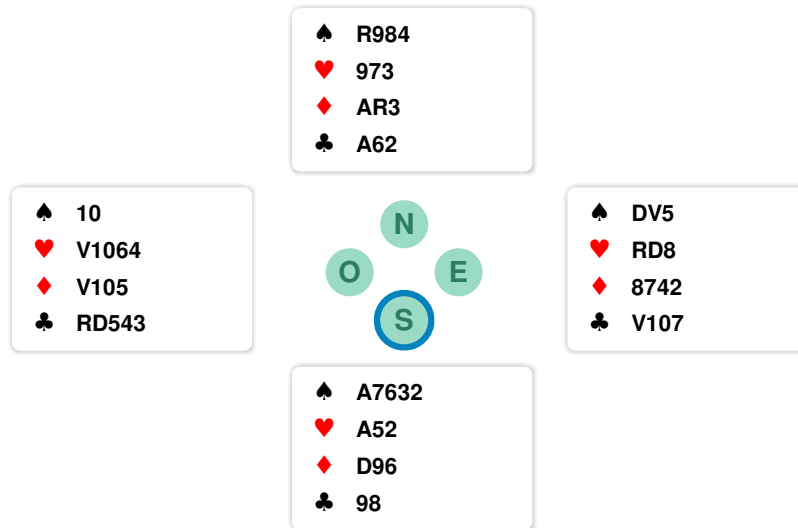 ♠ R984
♥ 973
♦ AR3
♣ A62
♠ 10
♥ V1064
♦ V105
♣ RD543
N
O E
S
♠ DV5
♥ RD8
♦ 8742
♣ V107
♠ A7632
♥ A52
♦ D96
♣ 98